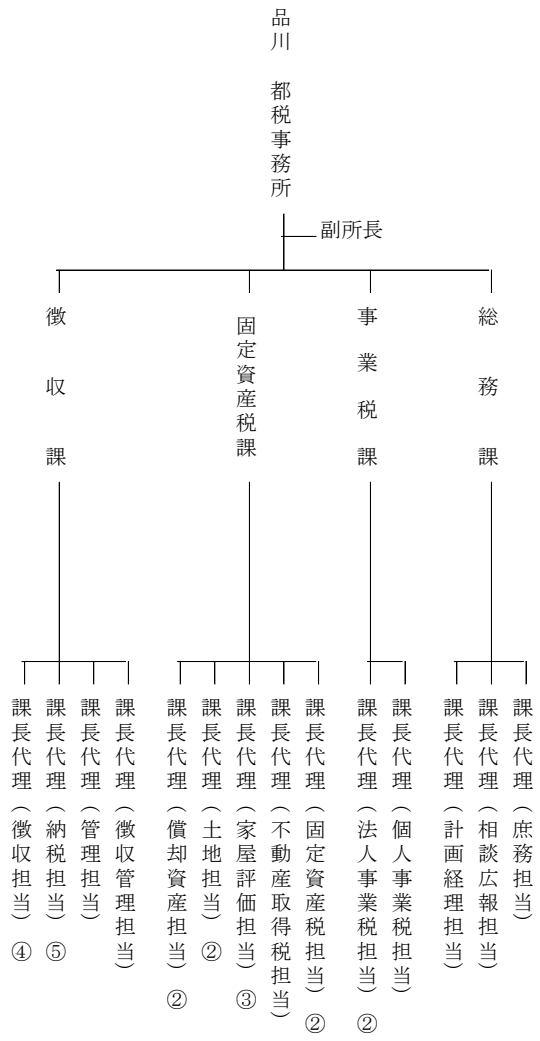 品川都税事務所
副所長
総務課
事業税課
固定資産税課
徴収課
課長代理(庶務担当)
課長代理(相談広報担当)
課長代理(計画経理担当)
課長代理(個人事業税担当)
課長代理(法人事業税担当)②
課長代理(固定資産税担当)②
課長代理(不動産取得税担当)
課長代理(家屋評価担当)③
課長代理(土地担当)②
課長代理(償却資産担当)②
課長代理(徴収管理担当)
課長代理(管理担当)
課長代理(納税担当)⑤
課長代理(徴収担当)④